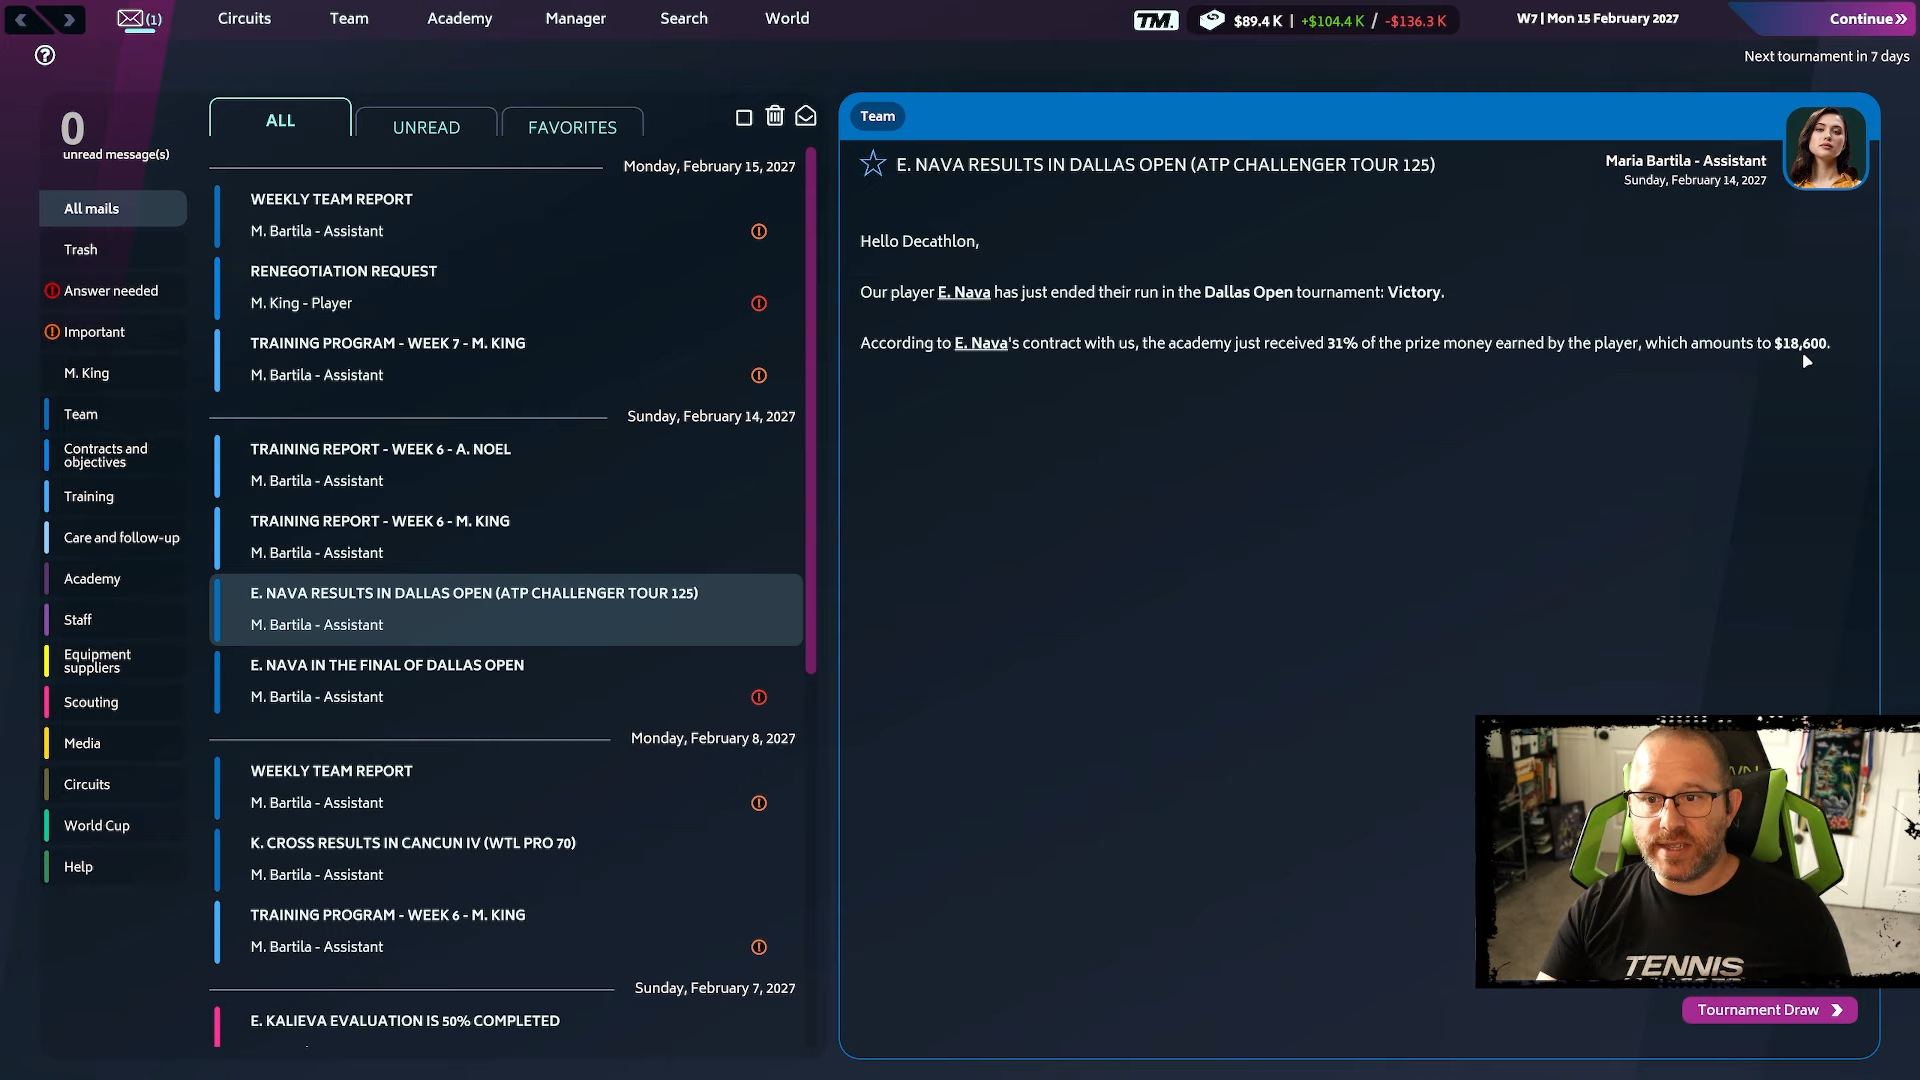 (1)
Circuits
Team
Academy
Manager
Search
World
TM.
$89.4 K | +$104.4 K / -$136.3 K
W7 | Mon 15 February 2027
Continue
Next tournament in 7 days
0
unread message(s)
All mails
Trash
Answer needed
Important
M. King
Team
Contracts and
objectives
Training
Care and follow-up
Academy
Staff
Equipment
suppliers
Scouting
Media
Circuits
World Cup
Help
ALL
UNREAD
FAVORITES
Monday, February 15, 2027
WEEKLY TEAM REPORT
M. Bartila - Assistant
RENEGOTIATION REQUEST
M. King - Player
TRAINING PROGRAM - WEEK 7 - M. KING
M. Bartila - Assistant
Sunday, February 14, 2027
TRAINING REPORT - WEEK 6 - A. NOEL
M. Bartila - Assistant
TRAINING REPORT - WEEK 6 - M. KING
M. Bartila - Assistant
E. NAVA RESULTS IN DALLAS OPEN (ATP CHALLENGER TOUR 125)
M. Bartila - Assistant
E. NAVA IN THE FINAL OF DALLAS OPEN
M. Bartila - Assistant
Monday, February 8, 2027
WEEKLY TEAM REPORT
M. Bartila - Assistant
K. CROSS RESULTS IN CANCUN IV (WTL PRO 70)
M. Bartila - Assistant
TRAINING PROGRAM - WEEK 6 - M. KING
M. Bartila - Assistant
Sunday, February 7, 2027
E. KALIEVA EVALUATION IS 50% COMPLETED
Team
E. NAVA RESULTS IN DALLAS OPEN (ATP CHALLENGER TOUR 125)
Maria Bartila - Assistant
Sunday, February 14, 2027
Hello Decathlon,
Our player E. Nava has just ended their run in the Dallas Open tournament: Victory.
According to E. Nava's contract with us, the academy just received 31% of the prize money earned by the player, which amounts to $18,600.
TENNIS
Tournament Draw